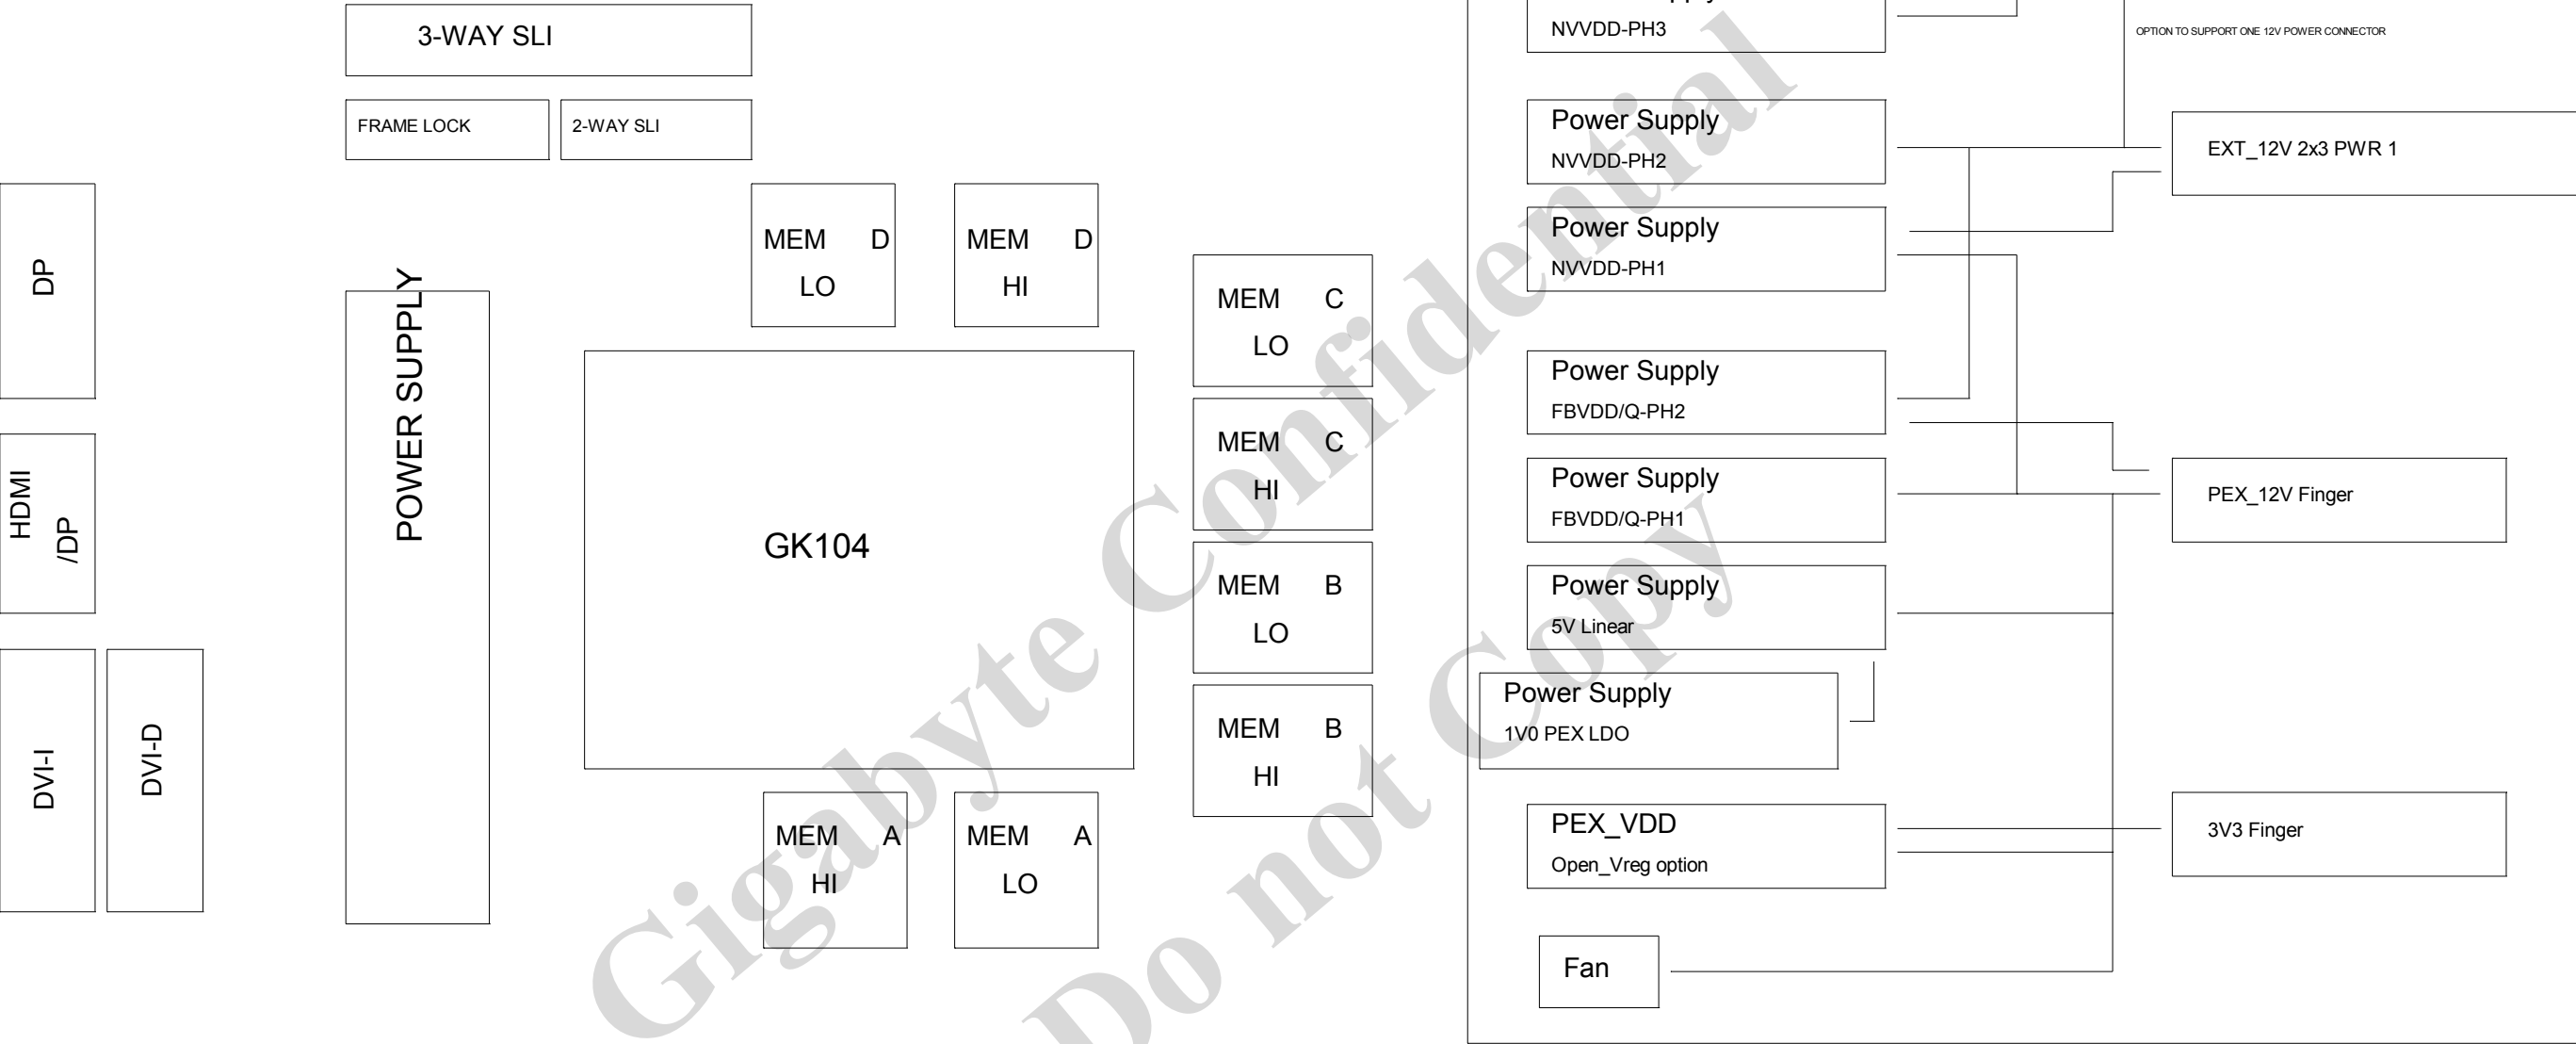 3-WAY SLI
FRAME LOCK
2-WAY SLI
DP
HDMI
/DP
DVI-I
DVI-D
POWER SUPPLY
MEM D
LO
MEM D
HI
MEM C
LO
MEM C
HI
MEM B
LO
MEM B
HI
GK104
MEM A
HI
MEM A
LO
NVVDD-PH3
OPTION TO SUPPORT ONE 12V POWER CONNECTOR
Power Supply
NVVDD-PH2
EXT_12V 2x3 PWR 1
Power Supply
NVVDD-PH1
Power Supply
FBVDD/Q-PH2
Power Supply
FBVDD/Q-PH1
PEX_12V Finger
Power Supply
5V Linear
Power Supply
1V0 PEX LDO
PEX_VDD
Open_Vreg option
3V3 Finger
Fan
Gigabyte Confidential
Do not Copy